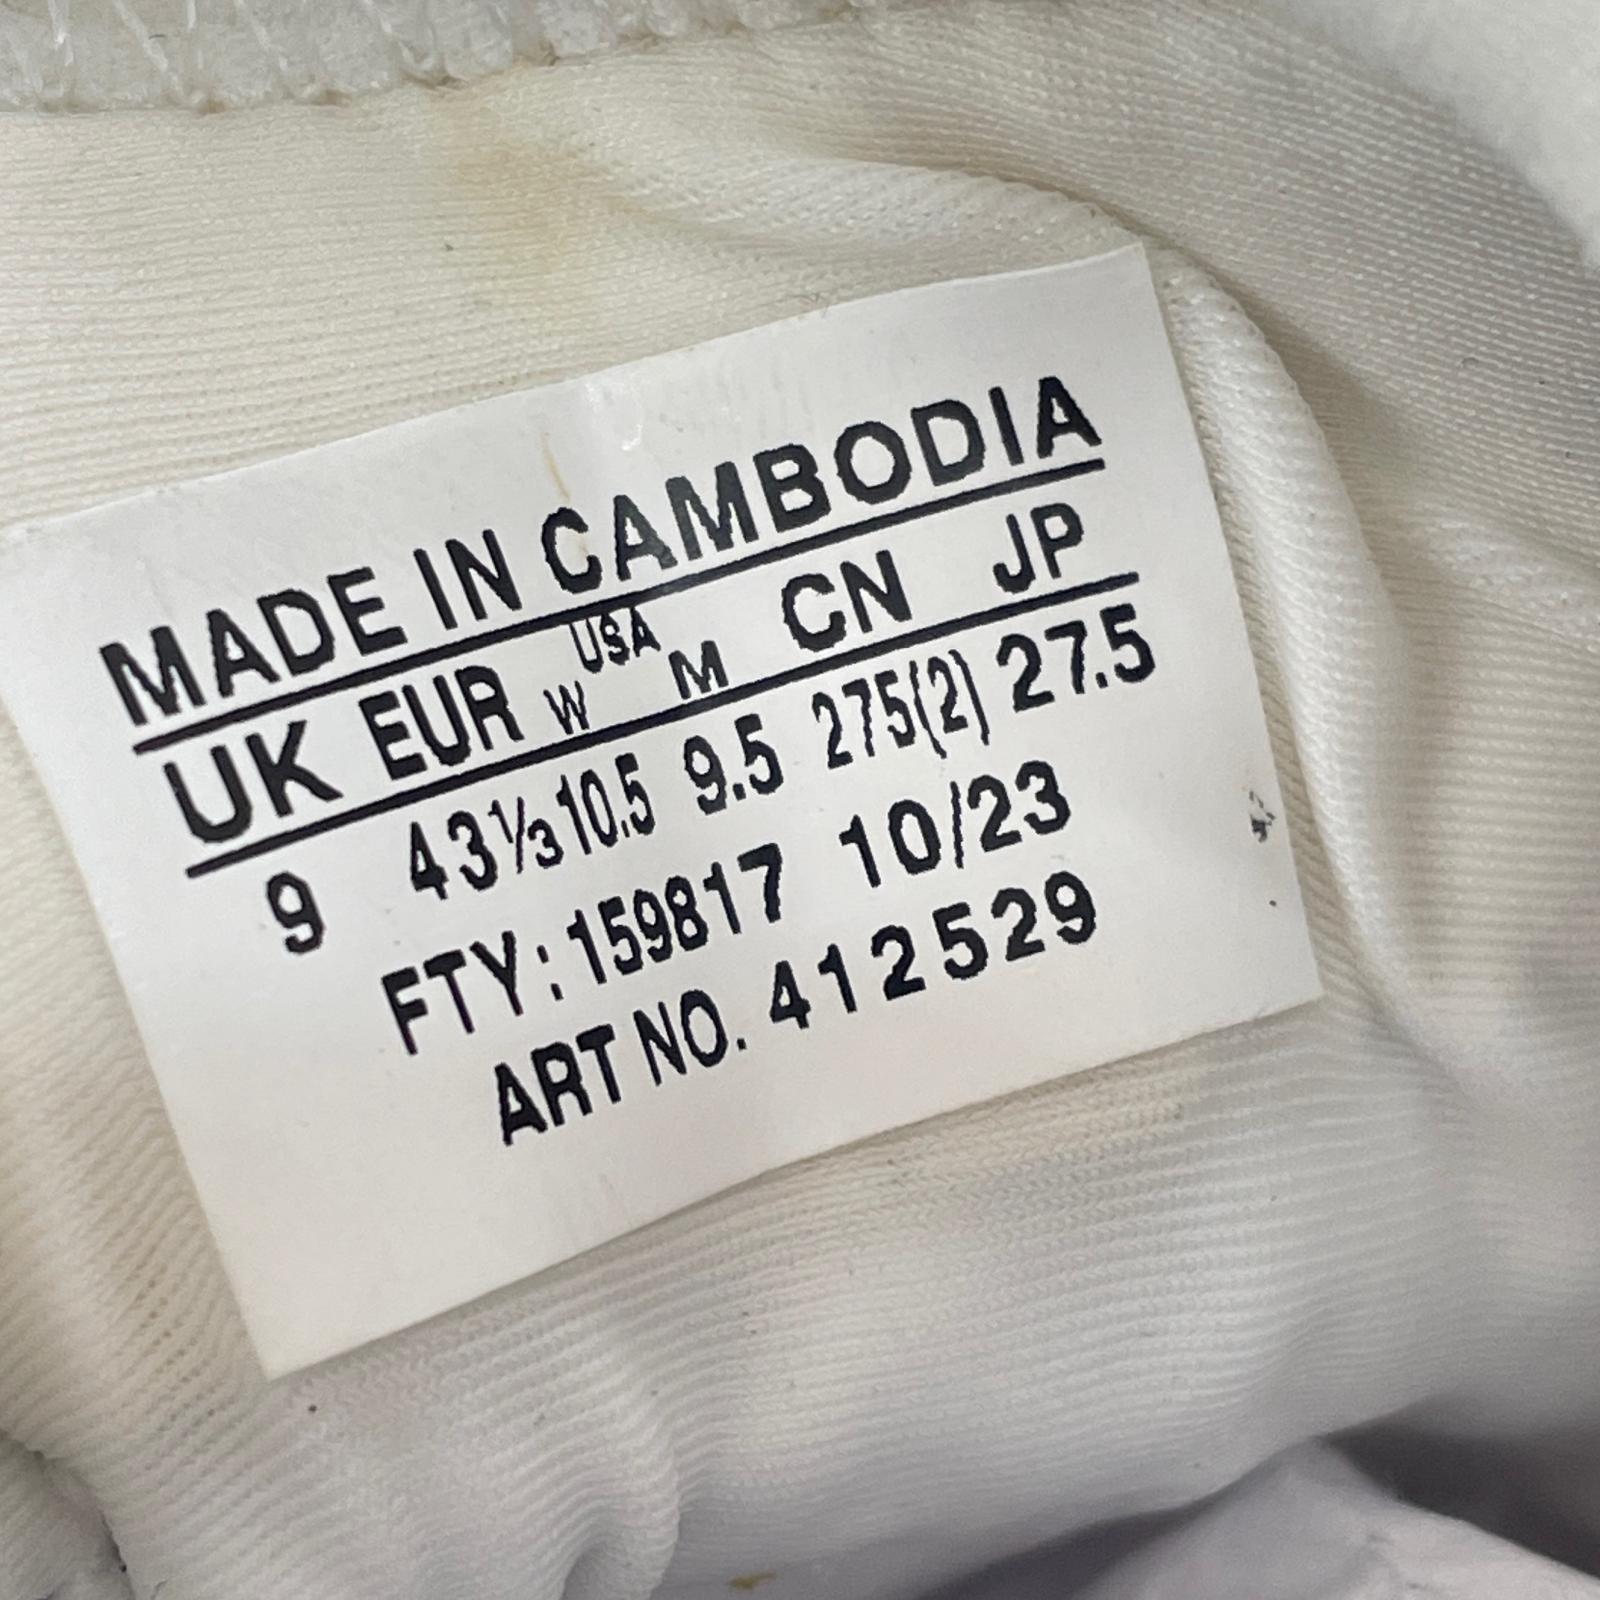 MADE IN CAMBODIA
UK EUR W USA M CN JP
9 43⅓ 10.5 9.5 275(2) 27.5
FTY: 159817 10/23
ART NO. 412529